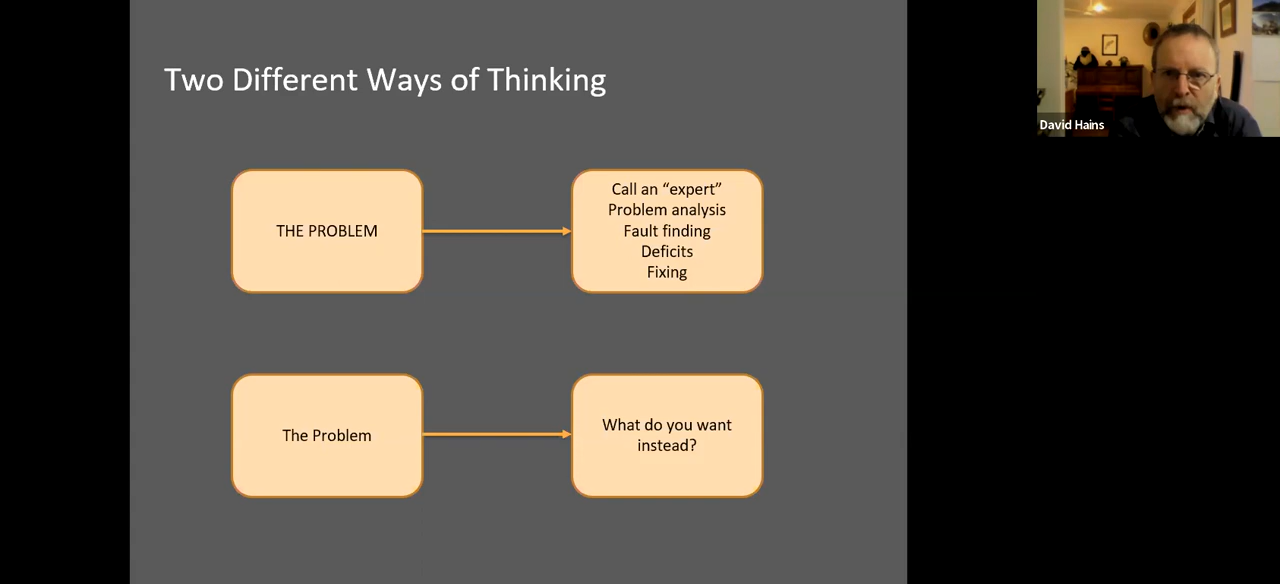 Two Different Ways of Thinking
David Hains
THE PROBLEM
Call an “expert”
Problem analysis
Fault finding
Deficits
Fixing
The Problem
What do you want
instead?